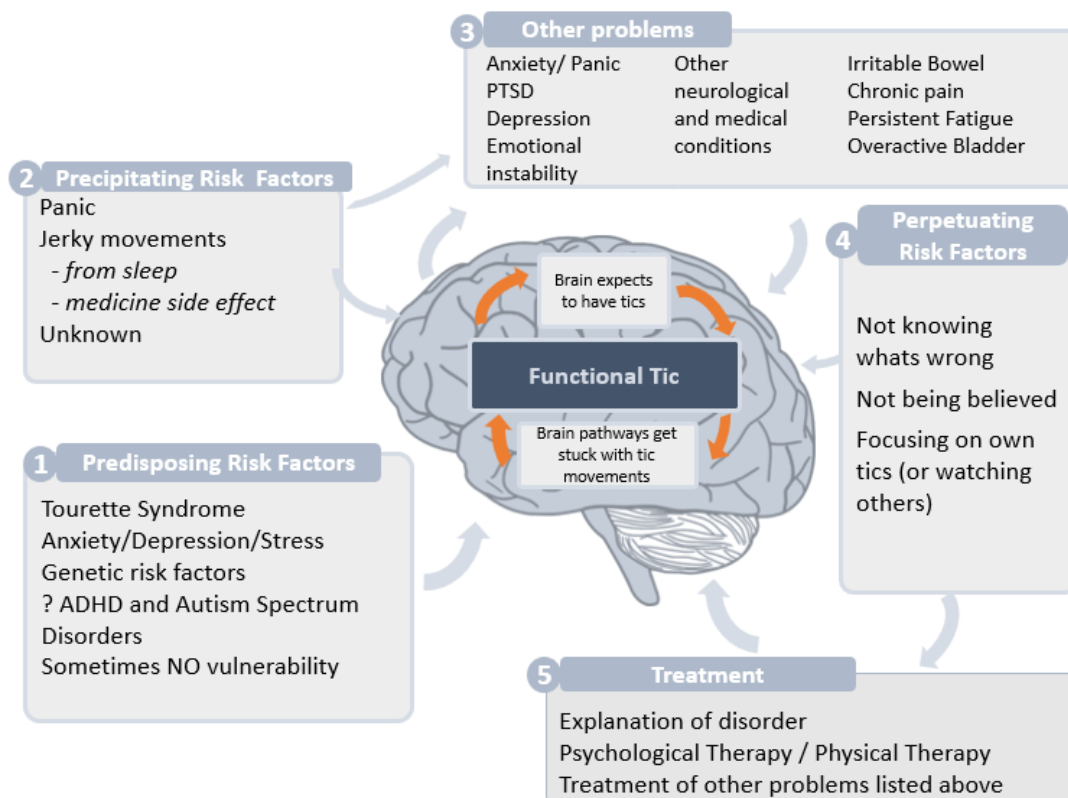 3 Other problems
Anxiety/ Panic
PTSD
Depression
Emotional
instability
Other
neurological
and medical
conditions
Irritable Bowel
Chronic pain
Persistent Fatigue
Overactive Bladder
2 Precipitating Risk Factors
Panic
Jerky movements
- from sleep
- medicine side effect
Unknown
4 Perpetuating
Risk Factors
Not knowing
whats wrong
Not being believed
Focusing on own
tics (or watching
others)
Brain expects
to have tics
Functional Tic
Brain pathways get
stuck with tic
movements
1 Predisposing Risk Factors
Tourette Syndrome
Anxiety/Depression/Stress
Genetic risk factors
? ADHD and Autism Spectrum
Disorders
Sometimes NO vulnerability
5 Treatment
Explanation of disorder
Psychological Therapy / Physical Therapy
Treatment of other problems listed above